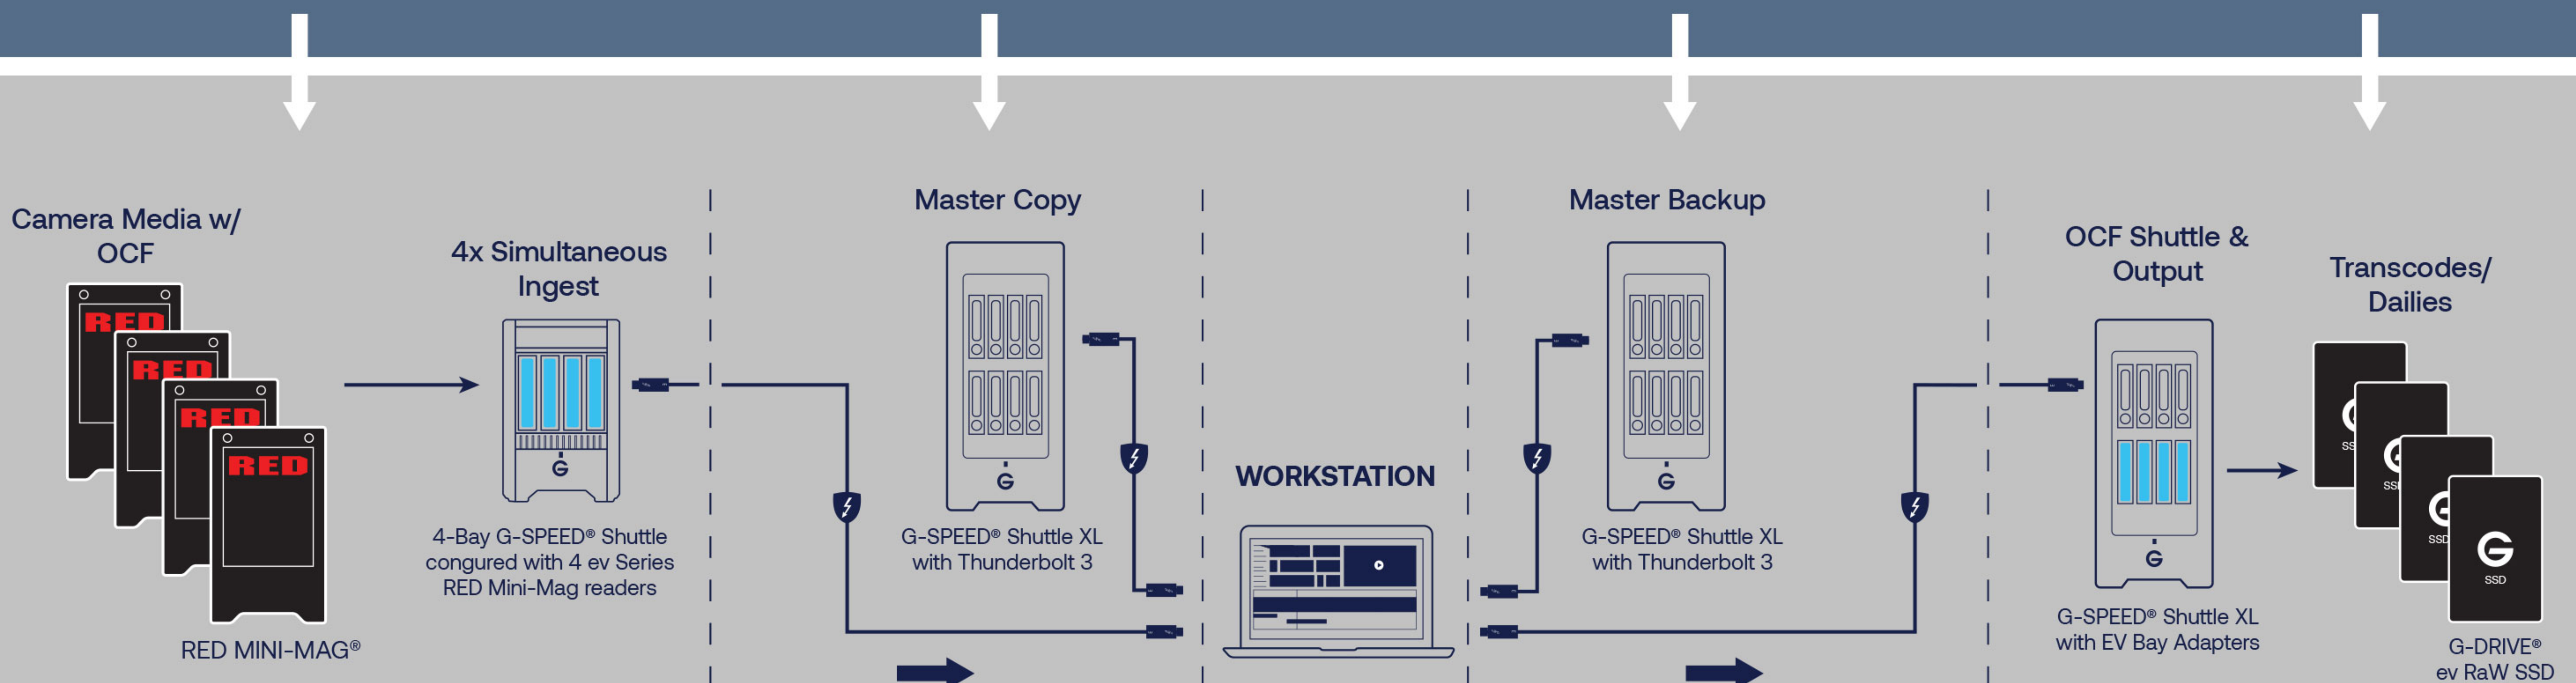 Camera Media w/
OCF
RED
RED
RED
RED
RED MINI-MAG®
4x Simultaneous
Ingest
G
4-Bay G-SPEED® Shuttle
congured with 4 ev Series
RED Mini-Mag readers
Master Copy
G
G-SPEED® Shuttle XL
with Thunderbolt 3
WORKSTATION
Master Backup
G
G-SPEED® Shuttle XL
with Thunderbolt 3
OCF Shuttle &
Output
G
G-SPEED® Shuttle XL
with EV Bay Adapters
Transcodes/
Dailies
G
SS
G
SSD
G
SSD
G
SSD
G-DRIVE®
ev RaW SSD